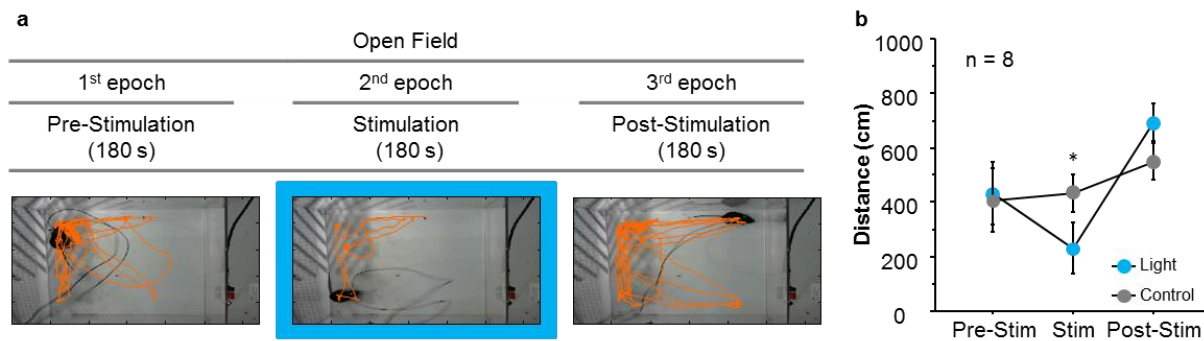 a
Open Field
1st epoch
2nd epoch
3rd epoch
Pre-Stimulation
(180 s)
Stimulation
(180 s)
Post-Stimulation
(180 s)
b
n = 8
1000
800
600
400
200
0
Distance (cm)
*
Light
Control
Pre-Stim
Stim
Post-Stim